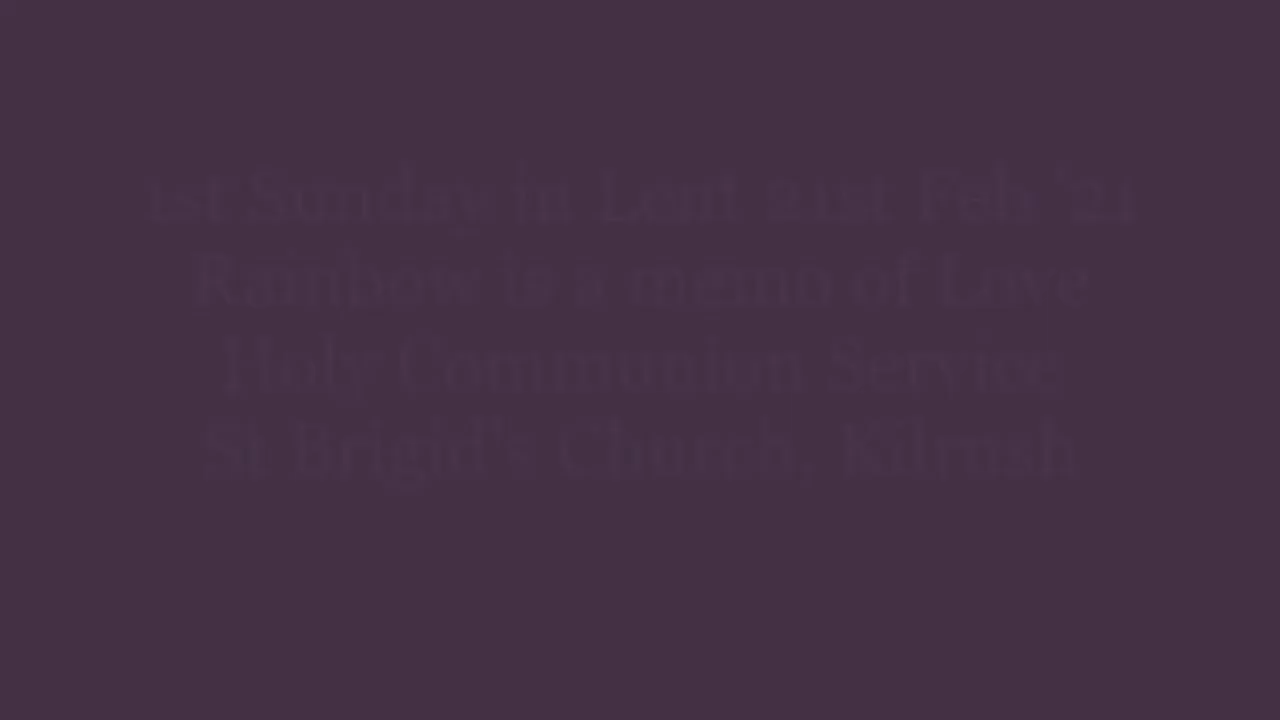 1st Sunday in Lent 21st Feb '21
Rainbow is a memo of Love
Holy Communion Service
St Brigid's Church, Kilrush